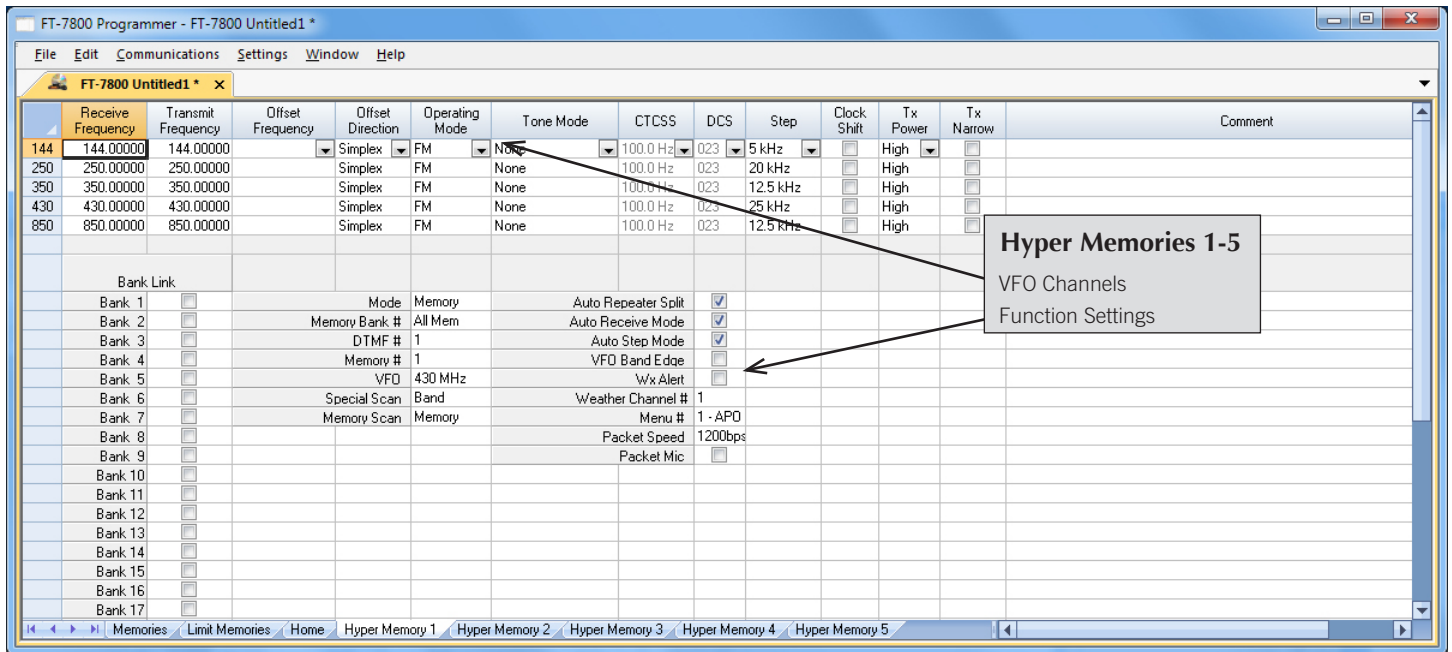 FT-7800 Programmer - FT-7800 Untitled1 *
File Edit Communications Settings Window Help
FT-7800 Untitled1 * X
Receive Frequency Transmit Frequency Offset Frequency Offset Direction Operating Mode Tone Mode CTCSS DCS Step Clock Shift Tx Power Tx Narrow Comment
144 144.00000 144.00000 Simplex FM None 100.0 Hz 023 5 kHz High
250 250.00000 250.00000 Simplex FM None 100.0 Hz 023 20 kHz High
350 350.00000 350.00000 Simplex FM None 100.0 Hz 023 12.5 kHz High
430 430.00000 430.00000 Simplex FM None 100.0 Hz 023 25 kHz High
850 850.00000 850.00000 Simplex FM None 100.0 Hz 023 12.5 kHz High
Hyper Memories 1-5
VFO Channels
Function Settings
Bank Link
Bank 1 Mode Memory Auto Repeater Split
Bank 2 Memory Bank # All Mem Auto Receive Mode
Bank 3 DTMF # 1 Auto Step Mode
Bank 4 Memory # 1 VFO Band Edge
Bank 5 VFO 430 MHz Wx Alert
Bank 6 Special Scan Band Weather Channel # 1
Bank 7 Memory Scan Memory Menu # 1 - APO
Bank 8 Packet Speed 1200bps
Bank 9 Packet Mic
Bank 10
Bank 11
Bank 12
Bank 13
Bank 14
Bank 15
Bank 16
Bank 17
Memories Limit Memories Home Hyper Memory 1 Hyper Memory 2 Hyper Memory 3 Hyper Memory 4 Hyper Memory 5